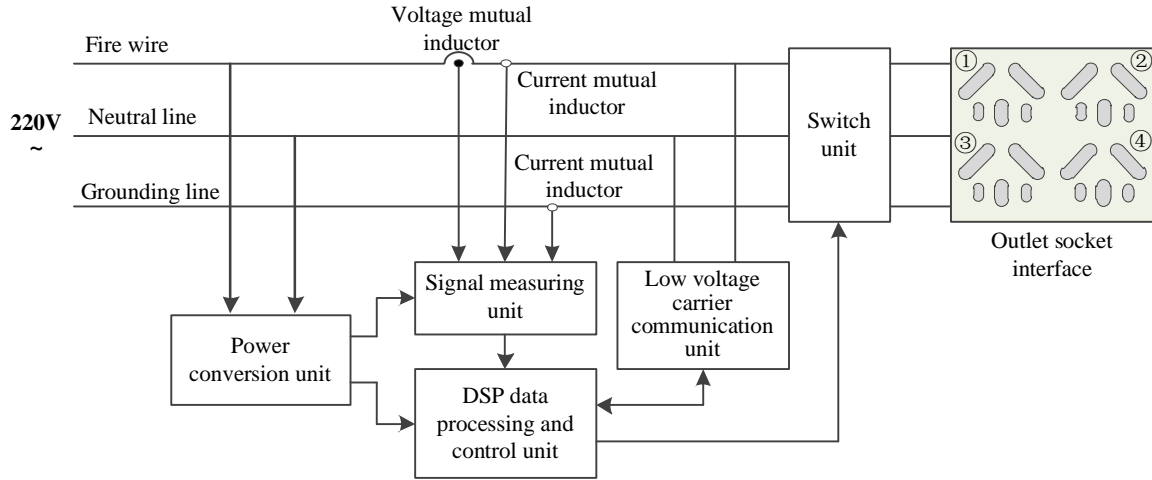 Voltage mutual
inductor
Fire wire
Current mutual
inductor
220V
~
Neutral line
Current mutual
inductor
Grounding line
Switch
unit
① ②
③ ④
Outlet socket
interface
Signal measuring
unit
Low voltage
carrier
communication
unit
Power
conversion unit
DSP data
processing and
control unit